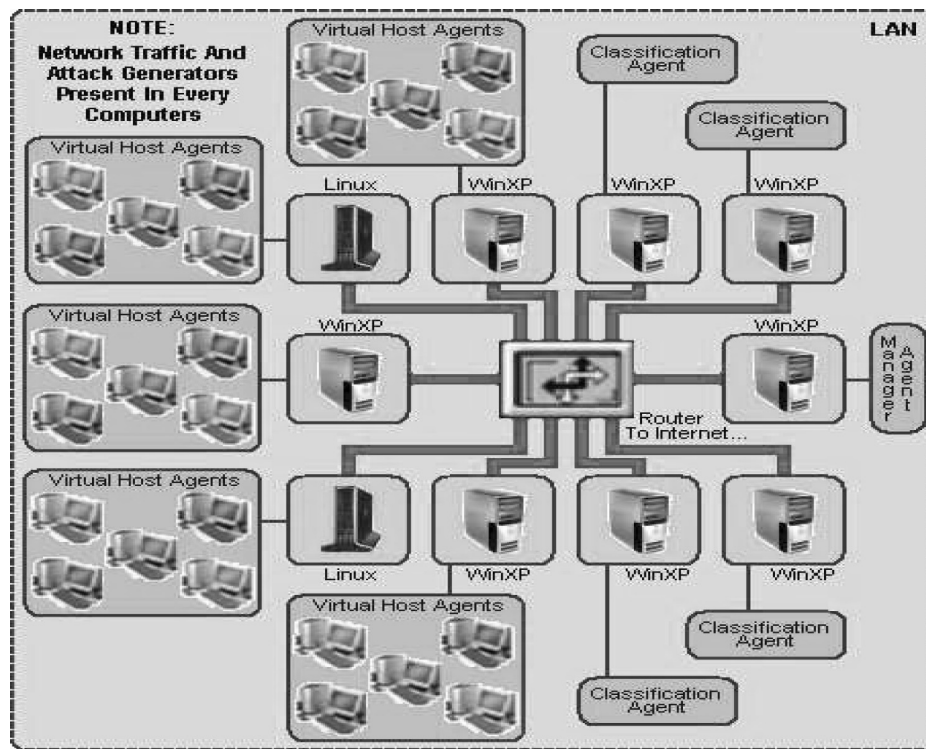 NOTE:
Network Traffic And
Attack Generators
Present In Every
Computers
Virtual Host Agents
Classification
Agent
LAN
Classification
Agent
Virtual Host Agents
Linux
WinXP
WinXP
WinXP
Virtual Host Agents
WinXP
WinXP
Manager
Agent
Router
To Internet...
Virtual Host Agents
Linux
WinXP
WinXP
WinXP
Virtual Host Agents
Classification
Agent
Classification
Agent